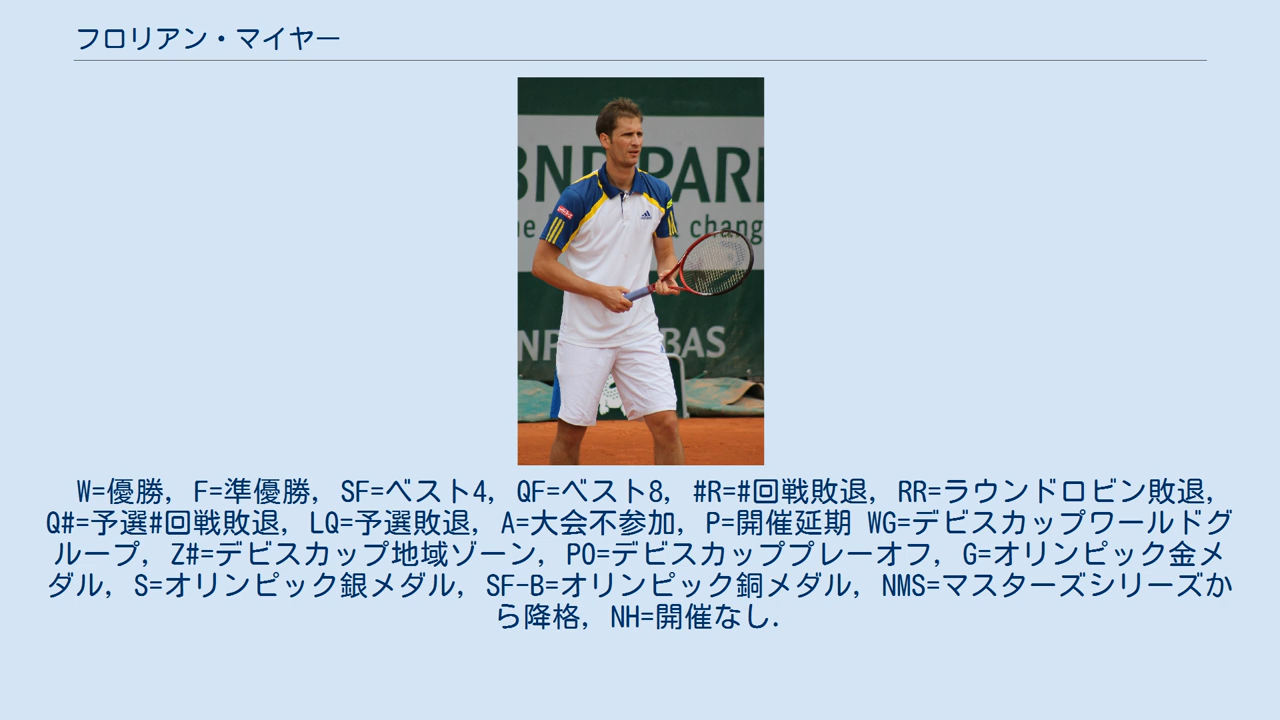 フロリアン・マイヤー
BNP PARI
he
chang
adidas
BNP
BAS
W=優勝, F=準優勝, SF=ベスト4, QF=ベスト8, #R=#回戦敗退, RR=ラウンドロビン敗退,
Q#=予選#回戦敗退, LQ=予選敗退, A=大会不参加, P=開催延期 WG=デビスカップワールドグ
ループ, Z#=デビスカップ地域ゾーン, PO=デビスカッププレーオフ, G=オリンピック金メ
ダル, S=オリンピック銀メダル, SF-B=オリンピック銅メダル, NMS=マスターズシリーズか
ら降格, NH=開催なし.